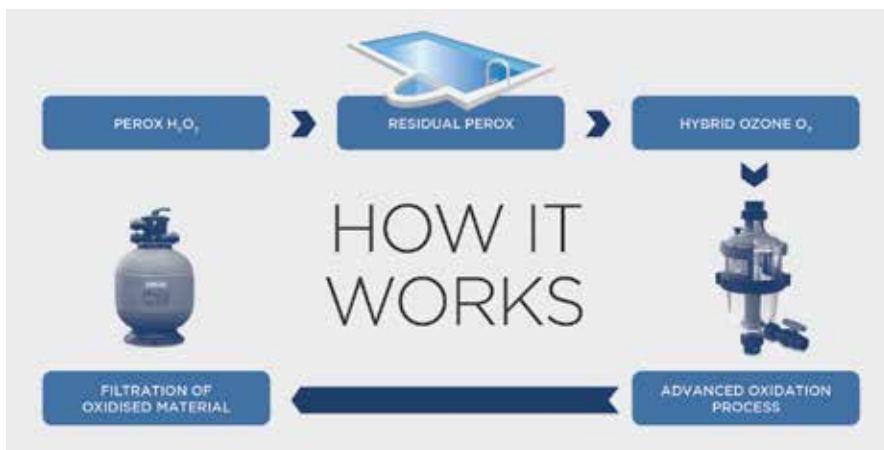 PEROX H₂O₂
RESIDUAL PEROX
HYBRID OZONE O₃
HOW IT
WORKS
FILTRATION OF
OXIDISED MATERIAL
ADVANCED OXIDATION
PROCESS